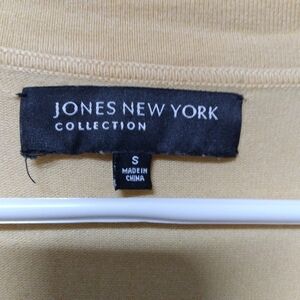 JONES NEW YORK
COLLECTION
S
MADE IN
CHINA